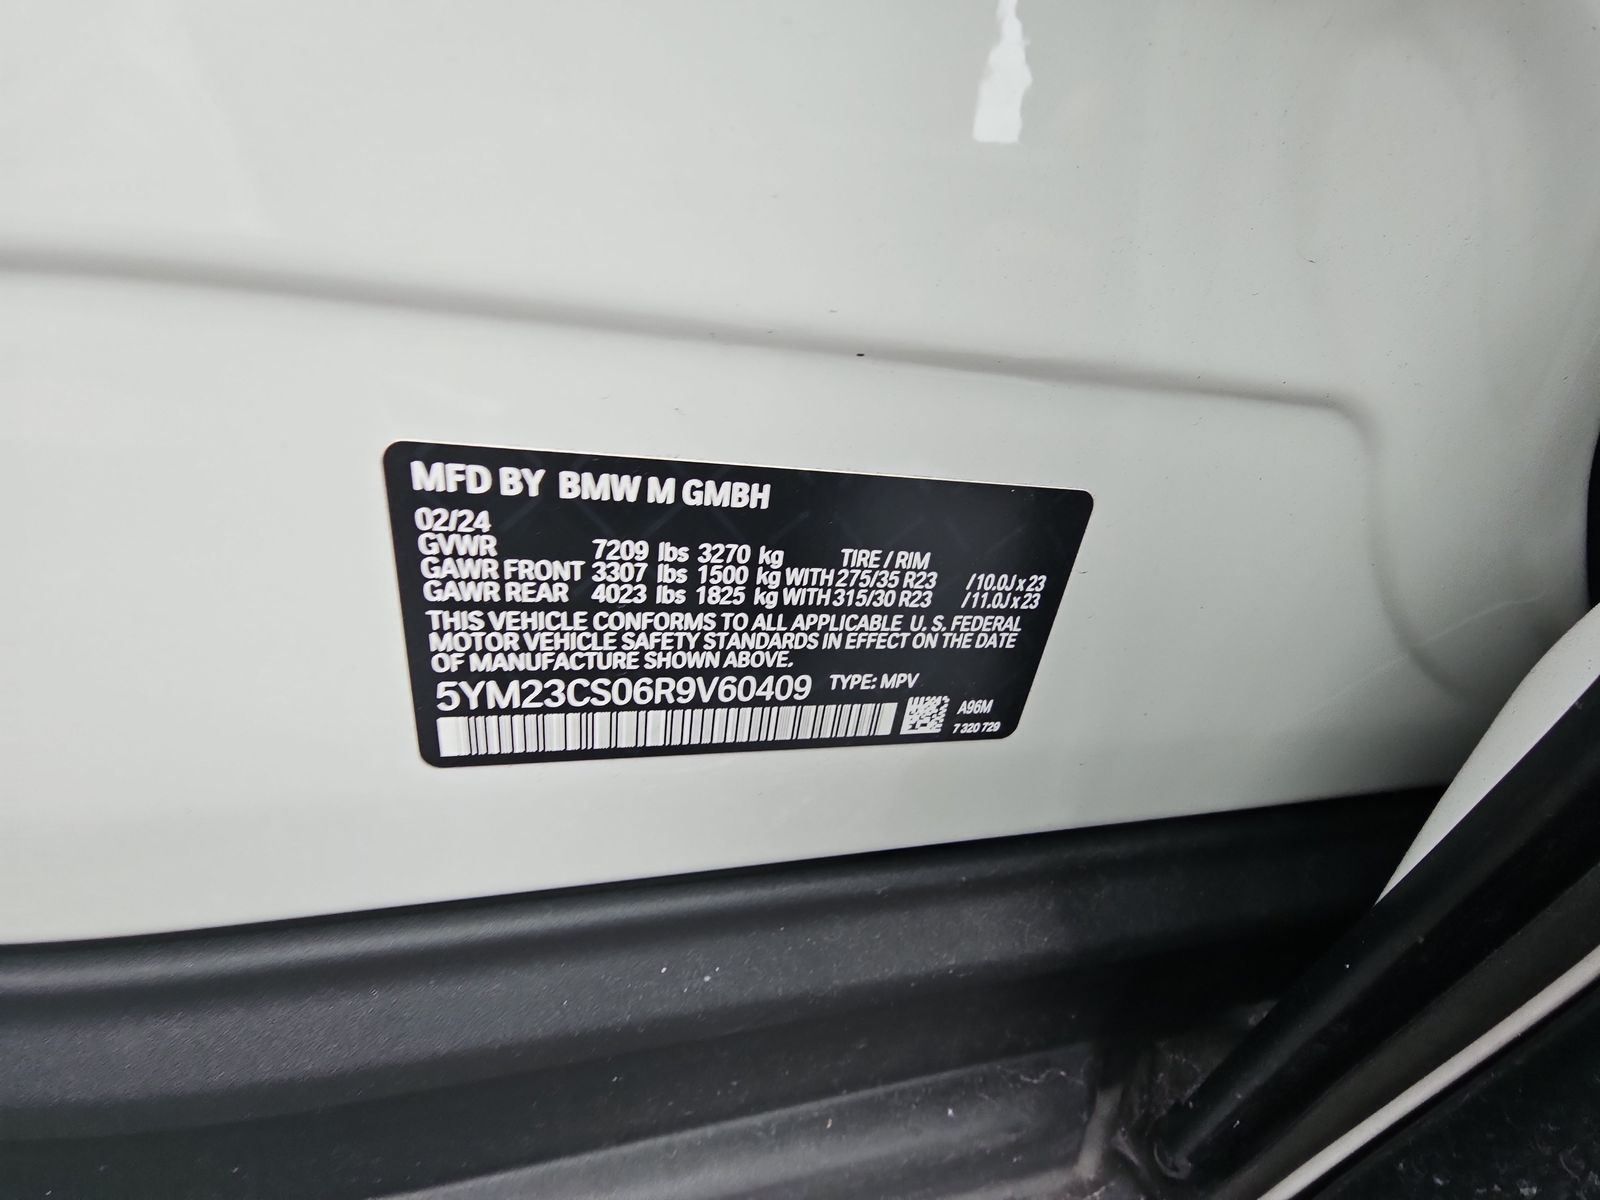 MFD BY BMW M GMBH
02/24
GVWR 7209 lbs 3270 kg TIRE / RIM
GAWR FRONT 3307 lbs 1500 kg WITH 275/35 R23 /10.0J x 23
GAWR REAR 4023 lbs 1825 kg WITH 315/30 R23 /11.0J x 23
THIS VEHICLE CONFORMS TO ALL APPLICABLE U. S. FEDERAL
MOTOR VEHICLE SAFETY STANDARDS IN EFFECT ON THE DATE
OF MANUFACTURE SHOWN ABOVE.
5YM23CS06R9V60409 TYPE: MPV
A96M
7 320 729